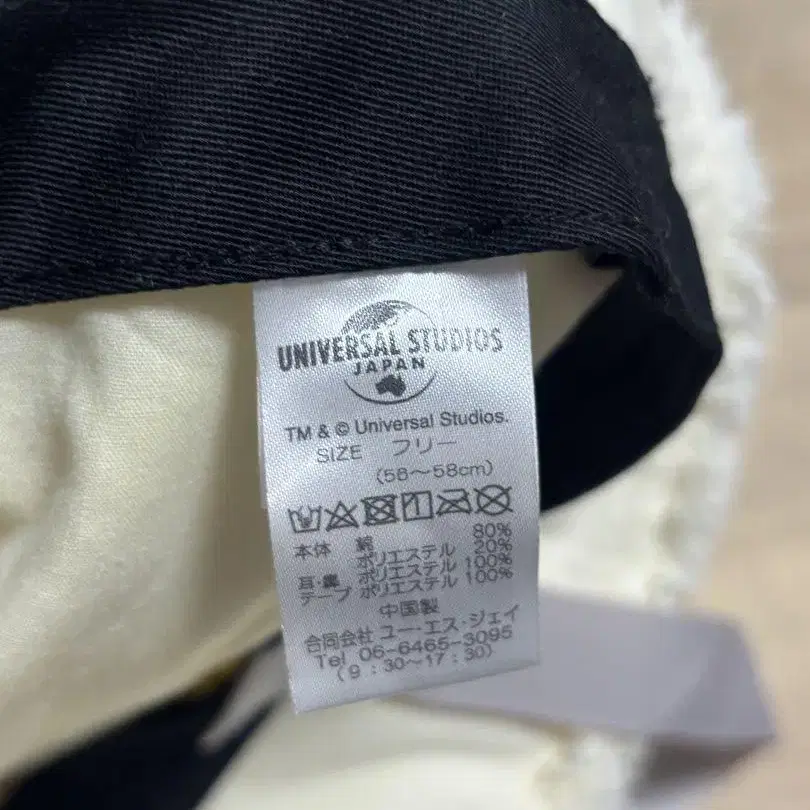 UNIVERSAL STUDIOS
JAPAN
TM & © Universal Studios.
SIZE フリー
(56～58cm)
本体 綿 80%
ポリエステル 20%
耳・鬣 ポリエステル 100%
テープ ポリエステル 100%
中国製
合同会社ユー・エス・ジェイ
Tel 06-6465-3095
(9:30～17:30)